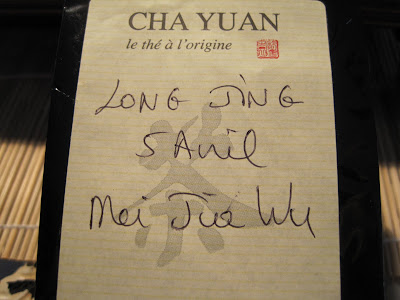 CHA YUAN
le thé à l'origine
LONG JING
5 Avril
Mei Jia Wu